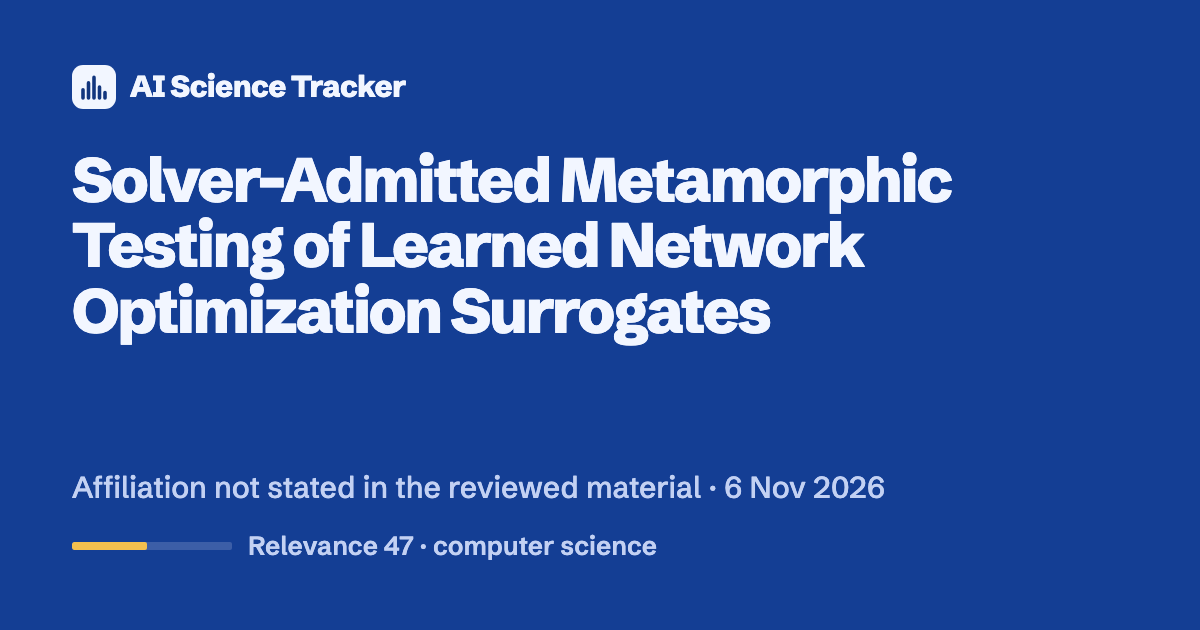 AI Science Tracker
Solver-Admitted Metamorphic
Testing of Learned Network
Optimization Surrogates
Affiliation not stated in the reviewed material · 6 Nov 2026
Relevance 47 · computer science